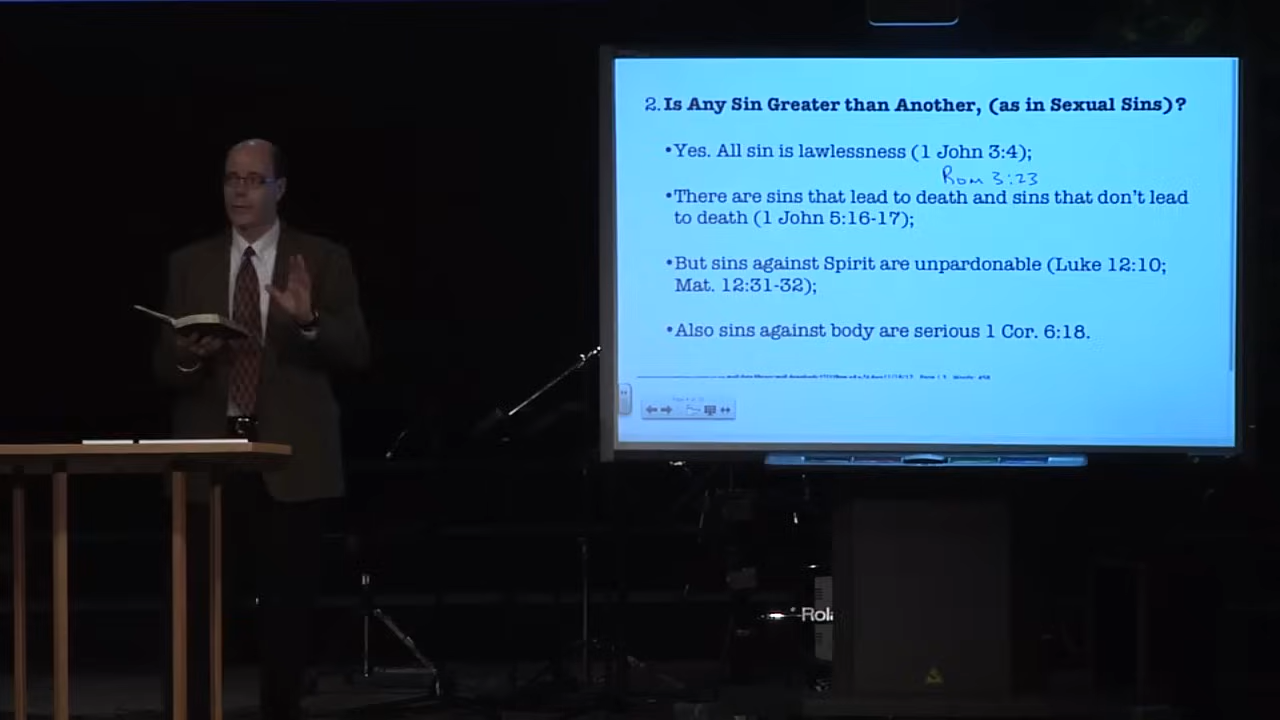 2. Is Any Sin Greater than Another, (as in Sexual Sins)?
•Yes. All sin is lawlessness (1 John 3:4);
Rom 3:23
•There are sins that lead to death and sins that don't lead
to death (1 John 5:16-17);
•But sins against Spirit are unpardonable (Luke 12:10;
Mat. 12:31-32);
•Also sins against body are serious 1 Cor. 6:18.
Rola